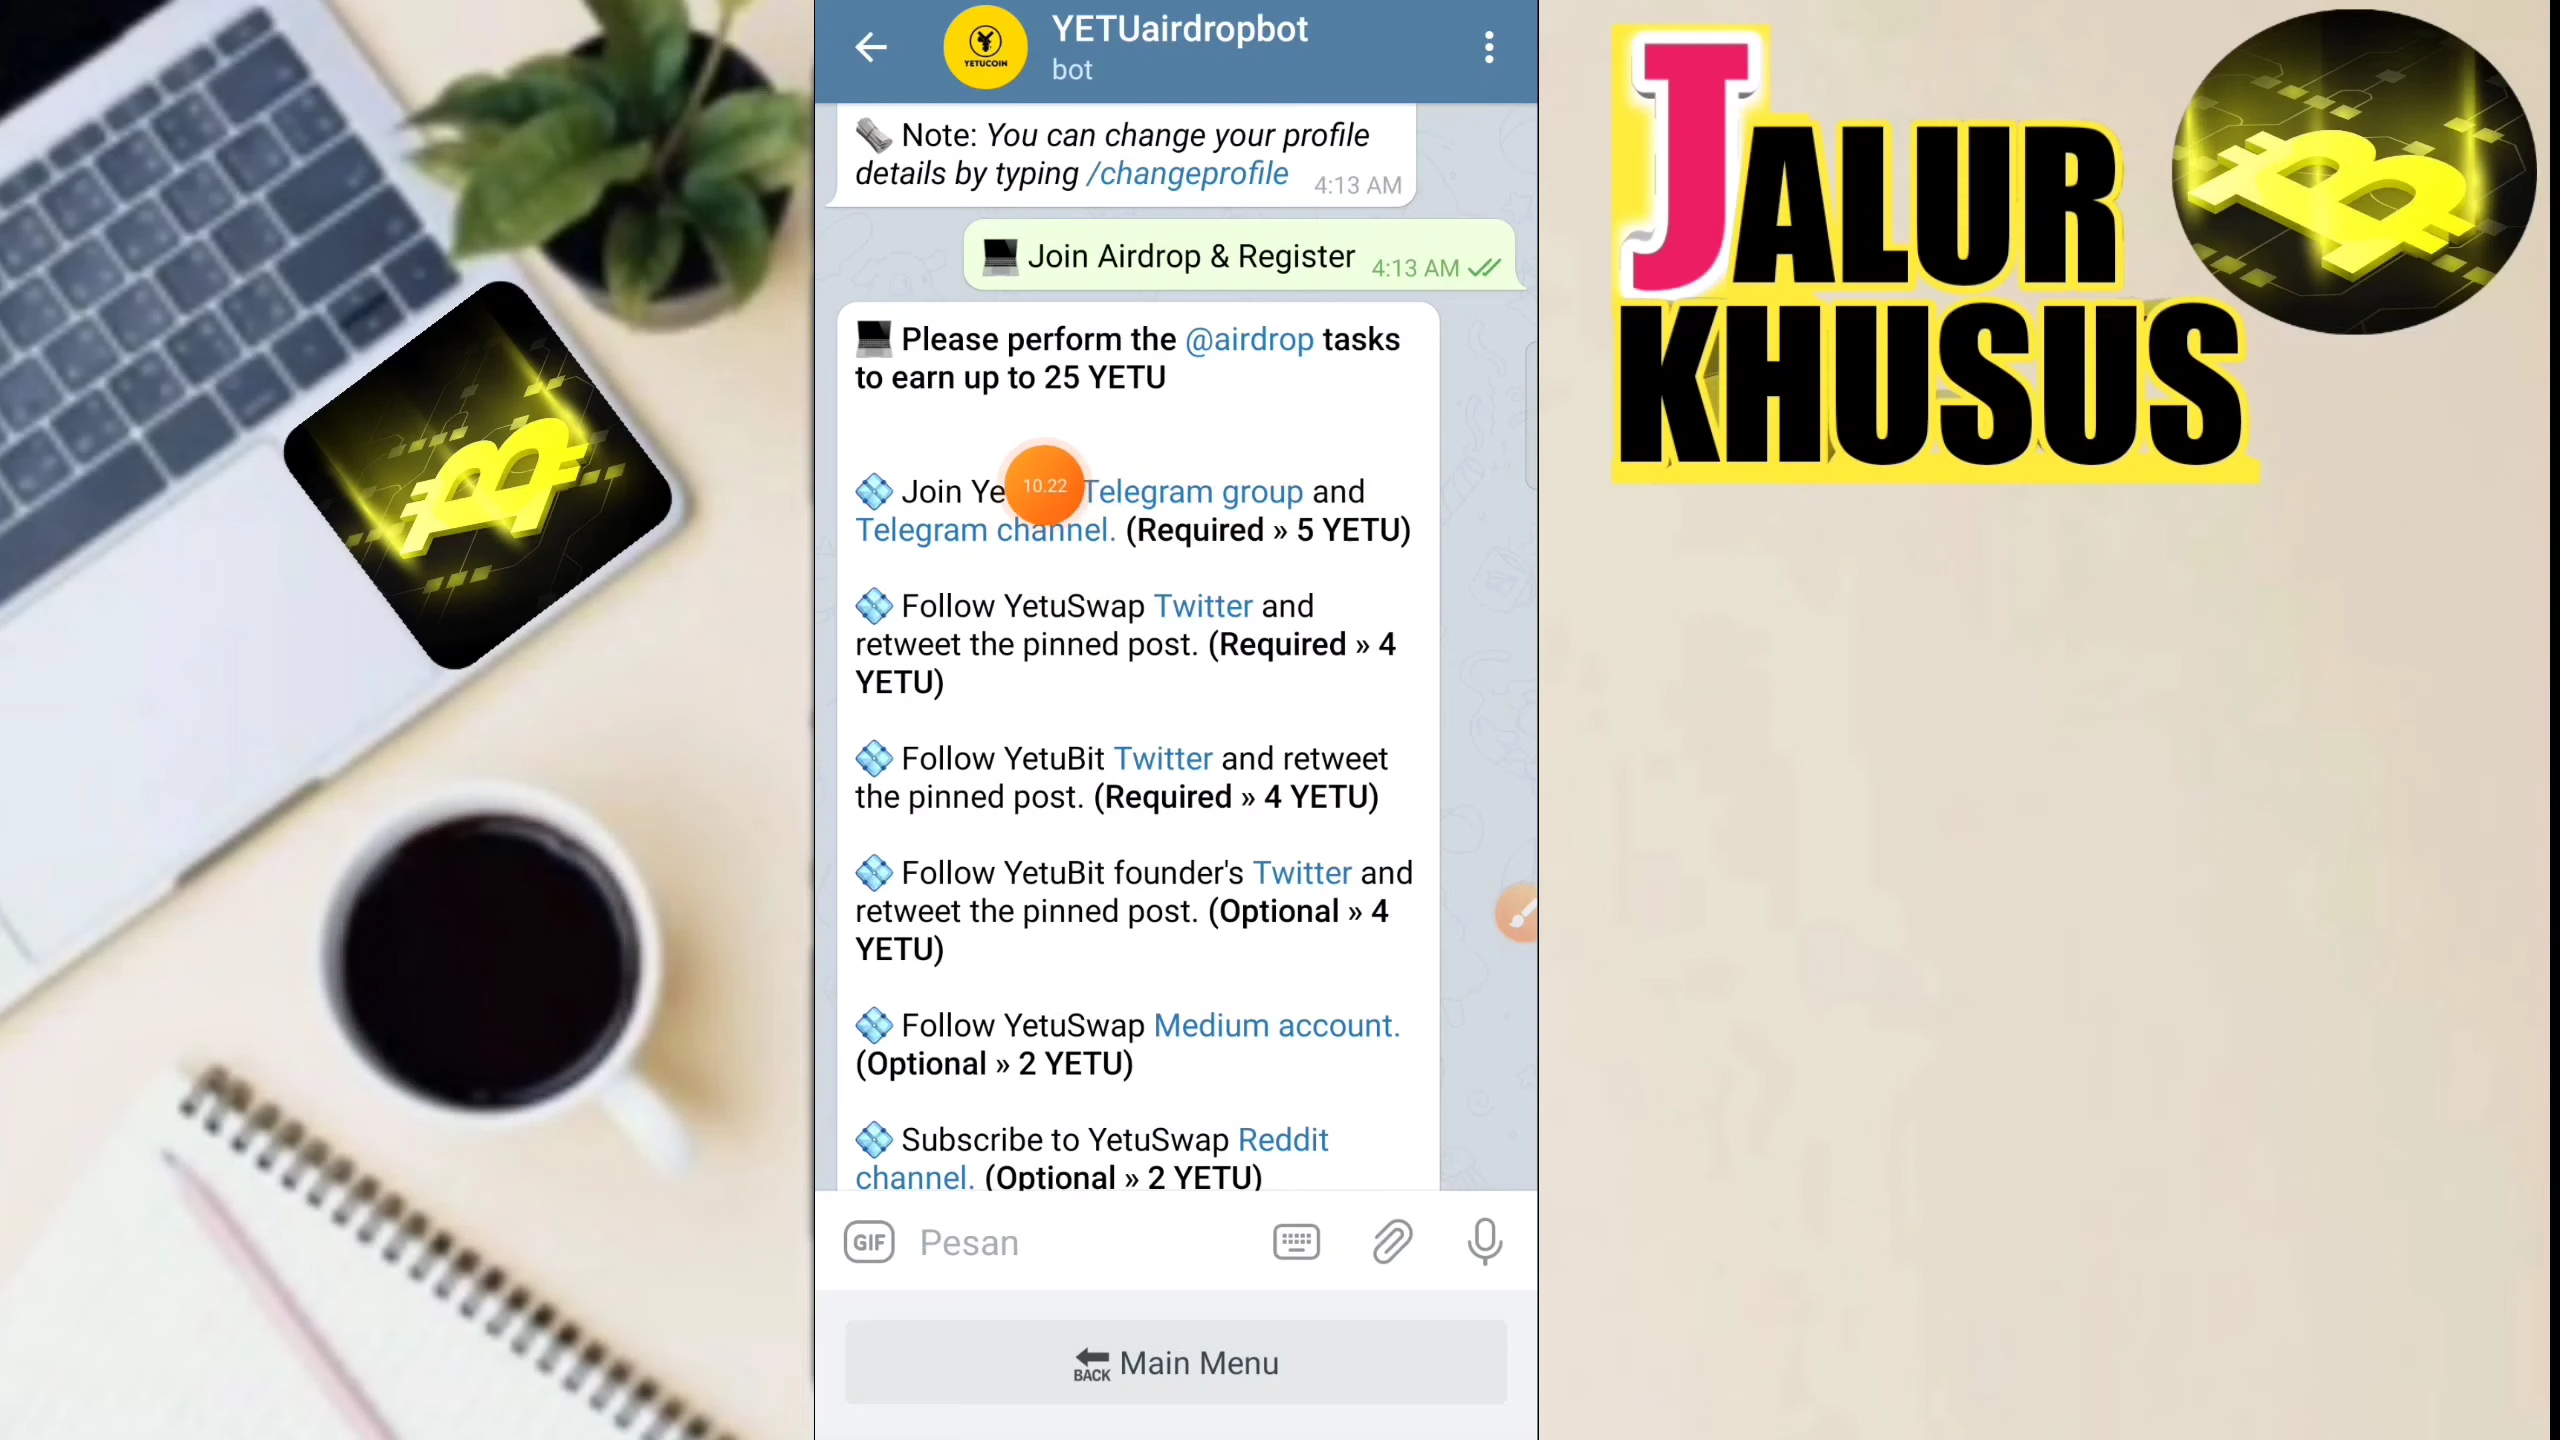 YETUairdropbot
bot
YETUCOIN
Note: You can change your profile
details by typing /changeprofile 4:13 AM
Join Airdrop & Register 4:13 AM
Please perform the @airdrop tasks
to earn up to 25 YETU
Join Ye 10.22 Telegram group and
Telegram channel. (Required » 5 YETU)
Follow YetuSwap Twitter and
retweet the pinned post. (Required » 4
YETU)
Follow YetuBit Twitter and retweet
the pinned post. (Required » 4 YETU)
Follow YetuBit founder's Twitter and
retweet the pinned post. (Optional » 4
YETU)
Follow YetuSwap Medium account.
(Optional » 2 YETU)
Subscribe to YetuSwap Reddit
channel. (Optional » 2 YETU)
GIF Pesan
BACK Main Menu
JALUR
KHUSUS